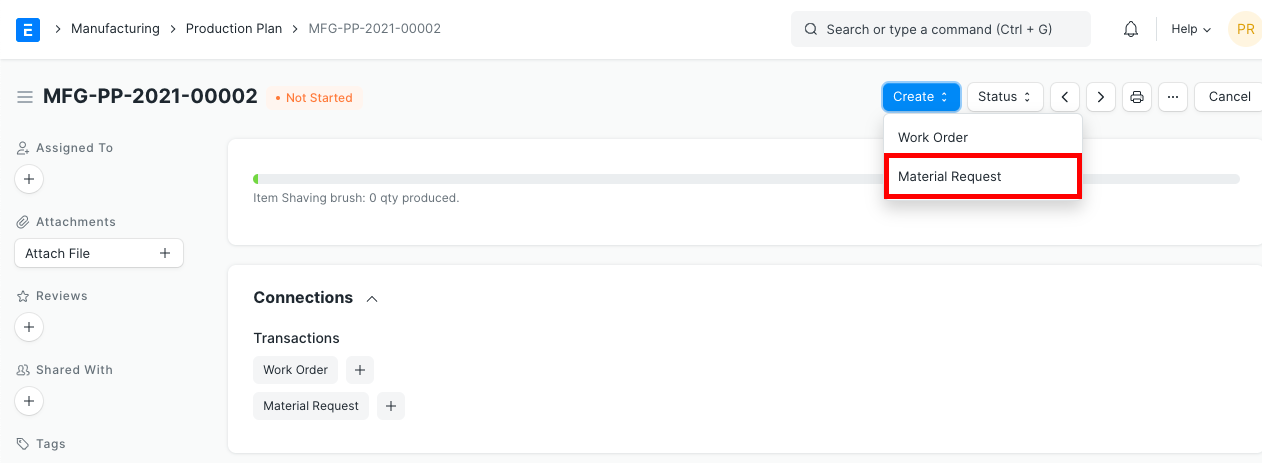 E Manufacturing Production Plan MFG-PP-2021-00002 Search or type a command (Ctrl + G) Help PR
MFG-PP-2021-00002 • Not Started Create Status ... Cancel
Work Order
Material Request
Assigned To
+
Item Shaving brush: 0 qty produced.
Attachments
Attach File +
Reviews
+
Connections
Transactions
Work Order +
Material Request +
Shared With
+
Tags